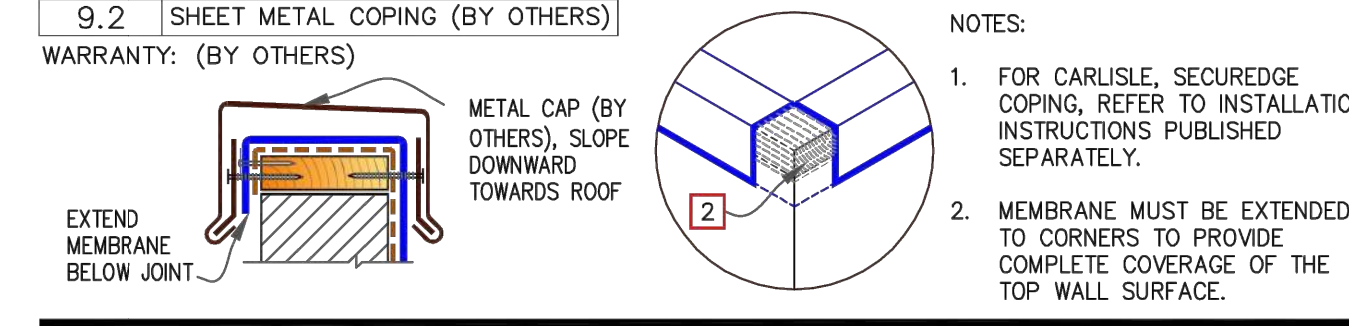 9.2 SHEET METAL COPING (BY OTHERS)
WARRANTY: (BY OTHERS)
METAL CAP (BY
OTHERS), SLOPE
DOWNWARD
TOWARDS ROOF
EXTEND
MEMBRANE
BELOW JOINT
2
NOTES:
1. FOR CARLISLE, SECUREDGE
COPING, REFER TO INSTALLATIO
INSTRUCTIONS PUBLISHED
SEPARATELY.
2. MEMBRANE MUST BE EXTENDED
TO CORNERS TO PROVIDE
COMPLETE COVERAGE OF THE
TOP WALL SURFACE.